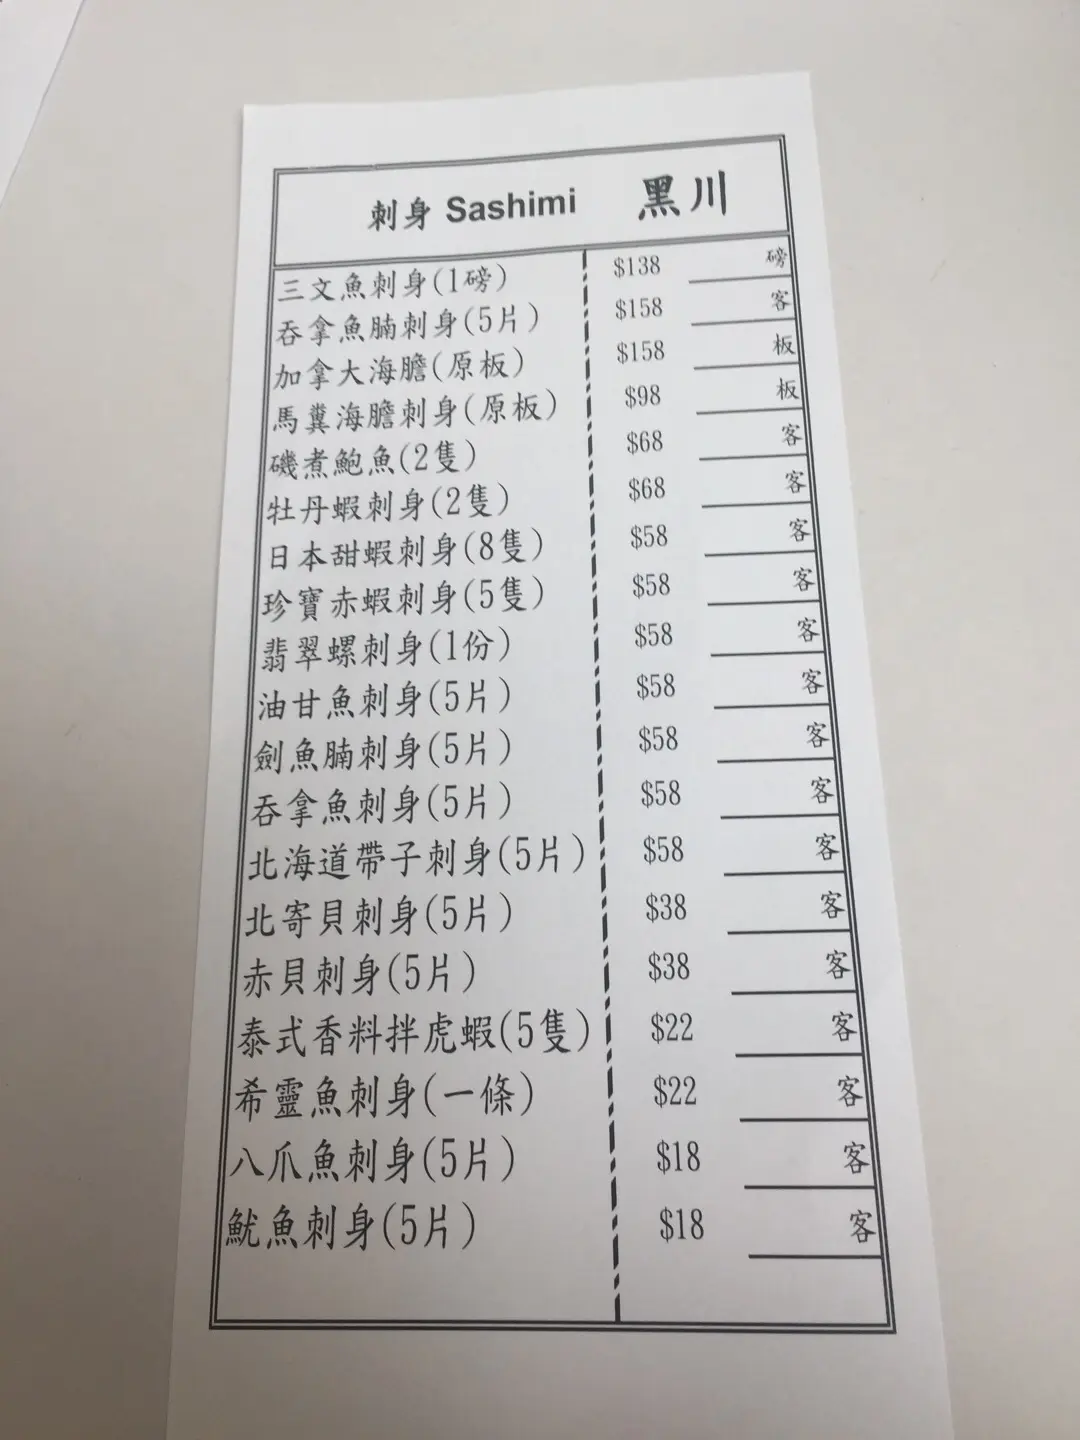 刺身 Sashimi 黑川
三文魚刺身(1磅) $138 磅
吞拿魚腩刺身(5片) $158 客
加拿大海膽(原板) $158 板
馬糞海膽刺身(原板) $98 板
磯煮鮑魚(2隻) $68 客
牡丹蝦刺身(2隻) $68 客
日本甜蝦刺身(8隻) $58 客
珍寶赤蝦刺身(5隻) $58 客
翡翠螺刺身(1份) $58 客
油甘魚刺身(5片) $58 客
劍魚腩刺身(5片) $58 客
吞拿魚刺身(5片) $58 客
北海道帶子刺身(5片) $58 客
北寄貝刺身(5片) $38 客
赤貝刺身(5片) $38 客
泰式香料拌虎蝦(5隻) $22 客
希靈魚刺身(一條) $22 客
八爪魚刺身(5片) $18 客
魷魚刺身(5片) $18 客